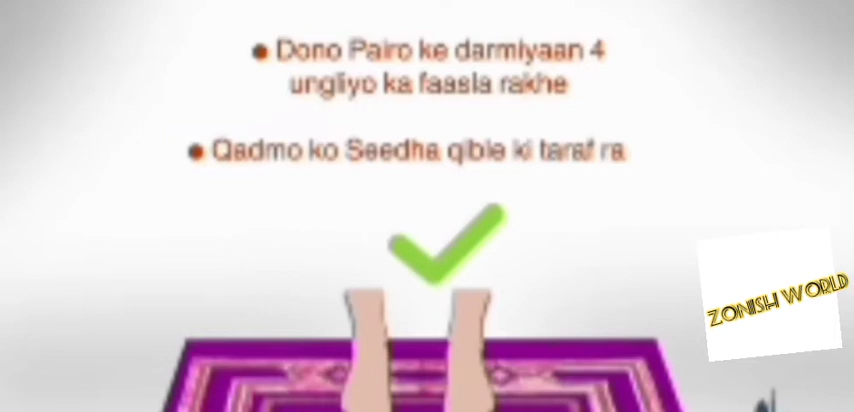 • Dono Pairo ke darmiyaan 4
ungliyo ka faasla rakhe
• Qadmo ko Seedha qible ki taraf ra
ZONISH WORLD